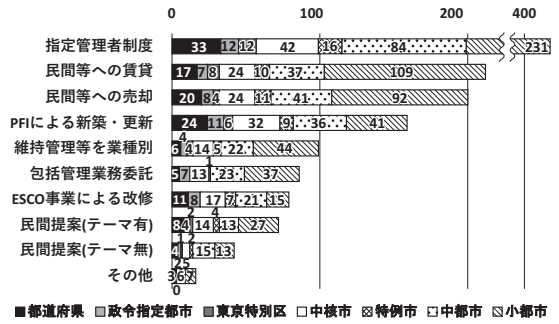 0 100 200 400
指定管理者制度 33 12 12 42 16 84 231
民間等への賃貸 17 7 8 24 10 37 109
民間等への売却 20 8 4 24 11 41 92
PFIによる新築・更新 24 11 6 32 9 36 41
4
維持管理等を業種別 6 4 14 5 22 44
1
包括管理業務委託 5 7 13 23 37
ESCO事業による改修 11 8 17 7 21 15
2 4
民間提案(テーマ有) 8 4 14 13 27
1 2
民間提案(テーマ無) 4 15 13
2 5
その他 3 6 7
0
■都道府県 ■政令指定都市 ■東京特別区 □中核市 特例市 中都市 小都市